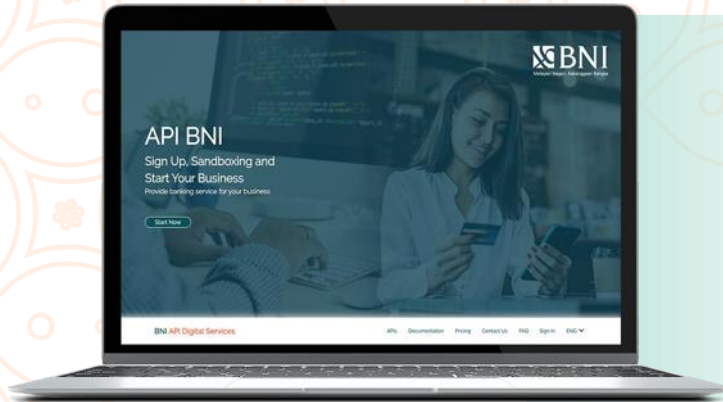 BNI
Melayani Negeri, Kebanggaan Bangsa
API BNI
Sign Up, Sandboxing and
Start Your Business
Provide banking service for your business
Start Now
BNI API Digital Services
APIs Documentation Pricing Contact Us FAQ Sign In ENG